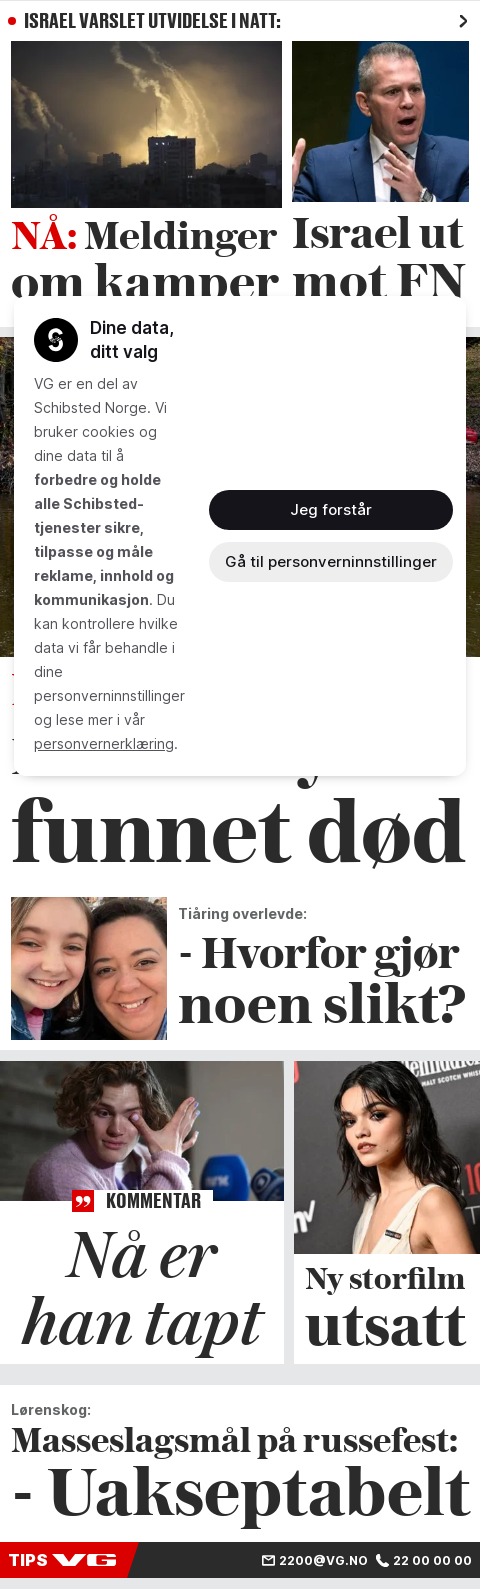 ISRAEL VARSLET UTVIDELSE I NATT:
NÅ: Meldinger
om kamper
Israel ut
mot FN
Dine data,
ditt valg
VG er en del av
Schibsted Norge. Vi
bruker cookies og
dine data til å
forbedre og holde
alle Schibsted-
tjenester sikre,
tilpasse og måle
reklame, innhold og
kommunikasjon. Du
kan kontrollere hvilke
data vi får behandle i
dine
personverninnstillinger
og lese mer i vår
personvernerklæring.
Jeg forstår
Gå til personverninnstillinger
funnet død
Tiåring overlevde:
- Hvorfor gjør
noen slikt?
KOMMENTAR
Nå er
han tapt
MALT SCOTCH WHISK
Ny storfilm
utsatt
Lørenskog:
Masseslagsmål på russefest:
- Uakseptabelt
TIPS VG
2200@VG.NO 22 00 00 00